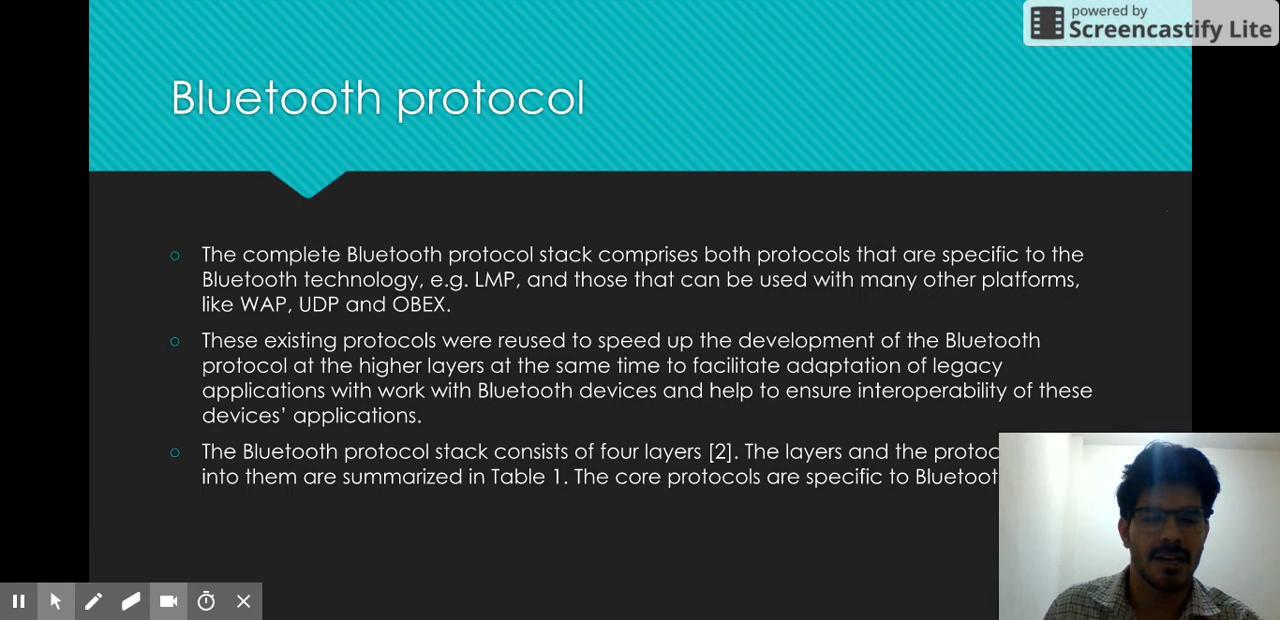 powered by
Screencastify Lite
Bluetooth protocol
The complete Bluetooth protocol stack comprises both protocols that are specific to the
Bluetooth technology, e.g. LMP, and those that can be used with many other platforms,
like WAP, UDP and OBEX.
These existing protocols were reused to speed up the development of the Bluetooth
protocol at the higher layers at the same time to facilitate adaptation of legacy
applications with work with Bluetooth devices and help to ensure interoperability of these
devices’ applications.
The Bluetooth protocol stack consists of four layers [2]. The layers and the
into them are summarized in Table 1. The core protocols are specific to